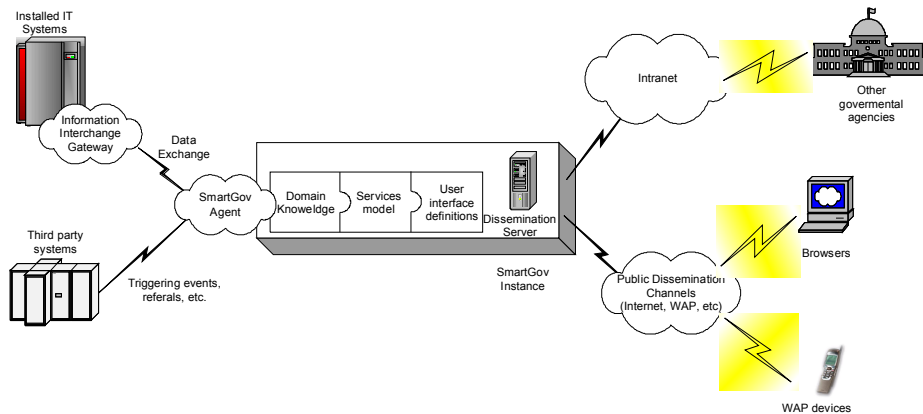 Installed IT
Systems
Information
Interchange
Gateway
Data
Exchange
SmartGov
Agent
Third party
systems
Triggering events,
referrals, etc.
Domain
Knoweldge
Services
model
User
interface
definitions
Dissemination
Server
SmartGov
Instance
Intranet
Other
govermental
agencies
Public Dissemination
Channels
(Internet, WAP, etc)
Browsers
WAP devices